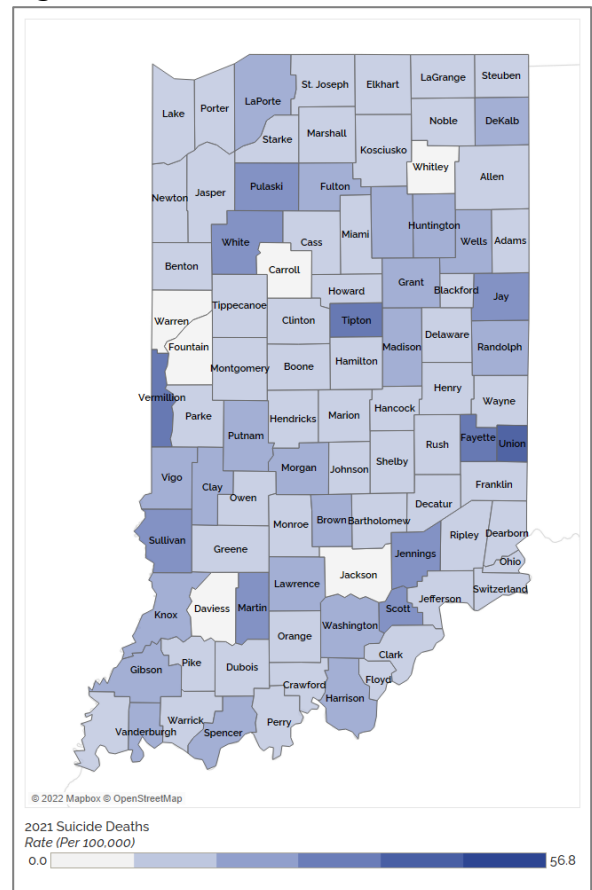 St. Joseph
Elkhart
LaGrange
Steuben
Lake
Porter
LaPorte
Noble
DeKalb
Starke
Marshall
Kosciusko
Whitley
Allen
Newton
Jasper
Pulaski
Fulton
White
Cass
Miami
Huntington
Wells
Adams
Benton
Carroll
Grant
Blackford
Jay
Howard
Tippecanoe
Warren
Clinton
Tipton
Fountain
Madison
Delaware
Randolph
Montgomery
Boone
Hamilton
Vermillion
Parke
Henry
Wayne
Hendricks
Marion
Hancock
Putnam
Rush
Fayette
Union
Vigo
Clay
Morgan
Johnson
Shelby
Franklin
Owen
Decatur
Monroe
Brown
Bartholomew
Ripley
Dearborn
Sullivan
Greene
Jennings
Ohio
Lawrence
Jackson
Jefferson
Switzerland
Knox
Daviess
Martin
Scott
Washington
Orange
Clark
Gibson
Pike
Dubois
Crawford
Floyd
Harrison
Vanderburgh
Warrick
Spencer
Perry
© 2022 Mapbox © OpenStreetMap
2021 Suicide Deaths
Rate (Per 100,000)
0.0
56.8